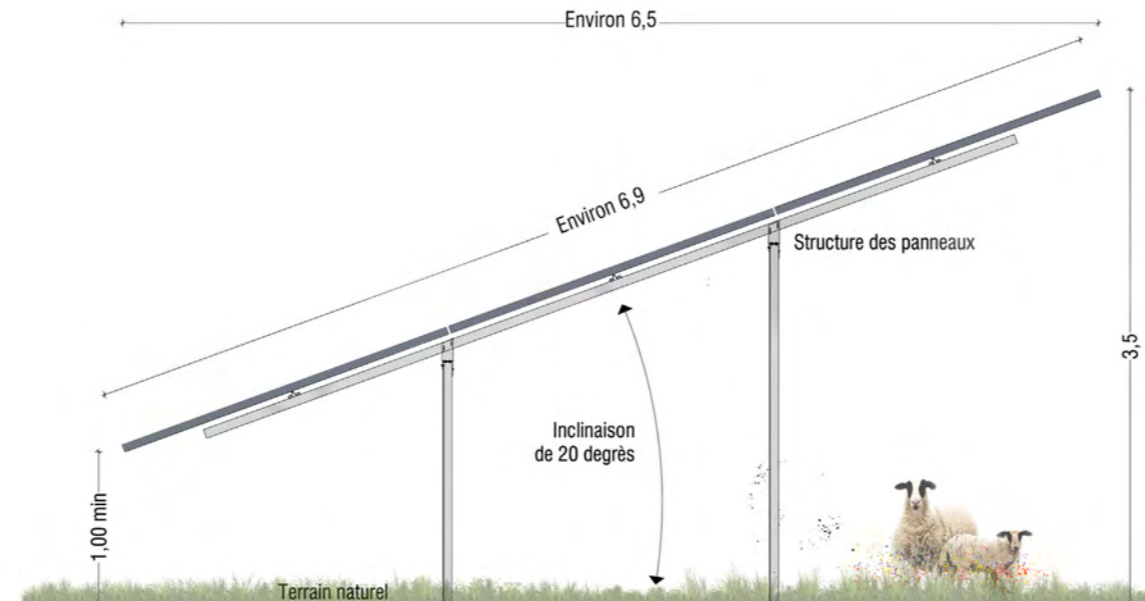 Environ 6,5
Environ 6,9
Structure des panneaux
3,5
Inclinaison
de 20 degrès
1,00 min
Terrain naturel